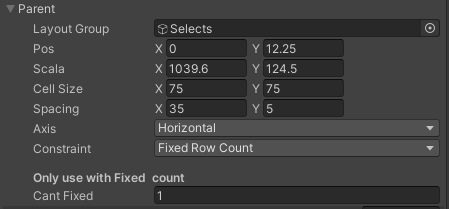 Parent
Layout Group Selects
Pos X 0 Y 12.25
Scala X 1039.6 Y 124.5
Cell Size X 75 Y 75
Spacing X 35 Y 5
Axis Horizontal
Constraint Fixed Row Count
Only use with Fixed count
Cant Fixed 1